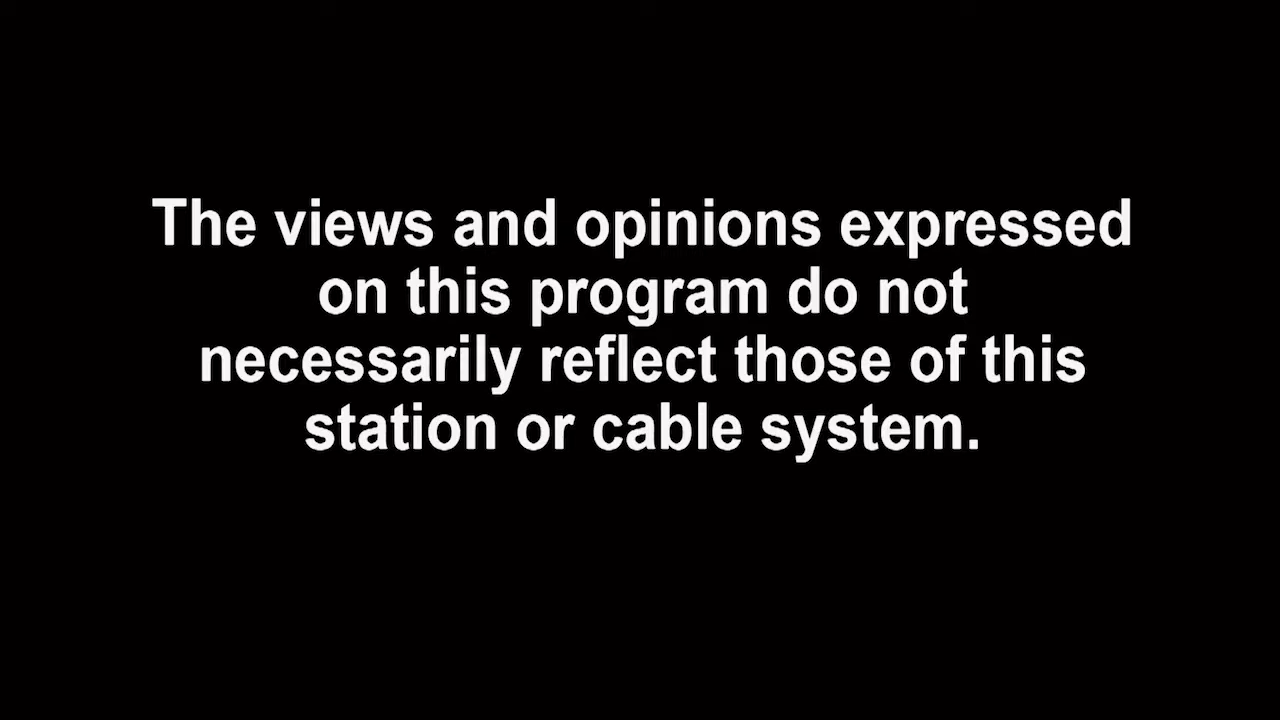 The views and opinions expressed
on this program do not
necessarily reflect those of this
station or cable system.